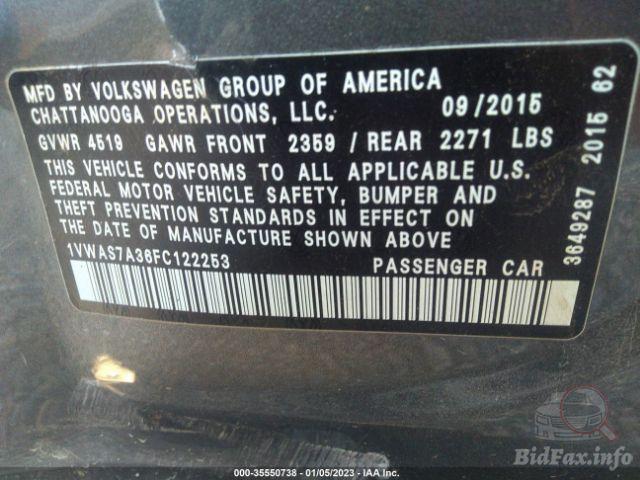 MFD BY VOLKSWAGEN GROUP OF AMERICA
CHATTANOOGA OPERATIONS, LLC. 09/2015
GVWR 4519 GAWR FRONT 2359 / REAR 2271 LBS
THIS VEHICLE CONFORMS TO ALL APPLICABLE U.S.
FEDERAL MOTOR VEHICLE SAFETY, BUMPER AND
THEFT PREVENTION STANDARDS IN EFFECT ON
THE DATE OF MANUFACTURE SHOWN ABOVE
1VWAS7A36FC122253 PASSENGER CAR
3649287 2015 62
000-35550738 - 01/05/2023 - IAA Inc.
BidFax.info